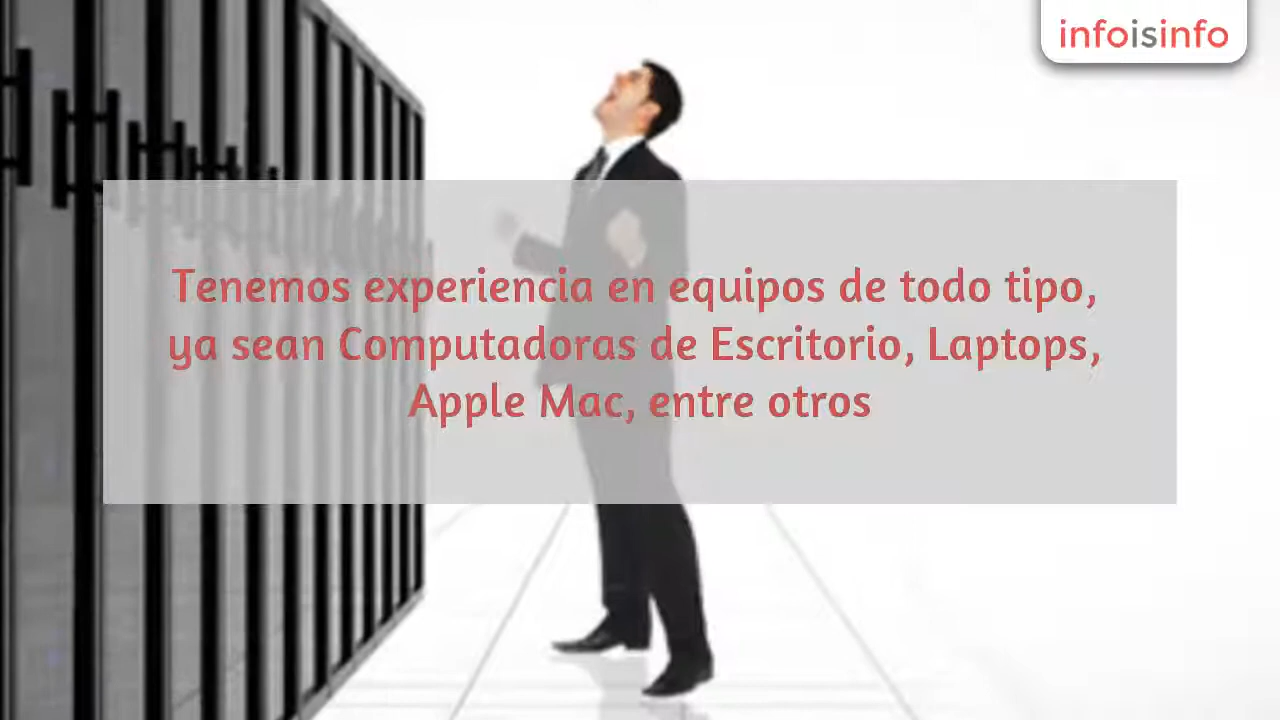 infoisinfo
Tenemos experiencia en equipos de todo tipo,
ya sean Computadoras de Escritorio, Laptops,
Apple Mac, entre otros